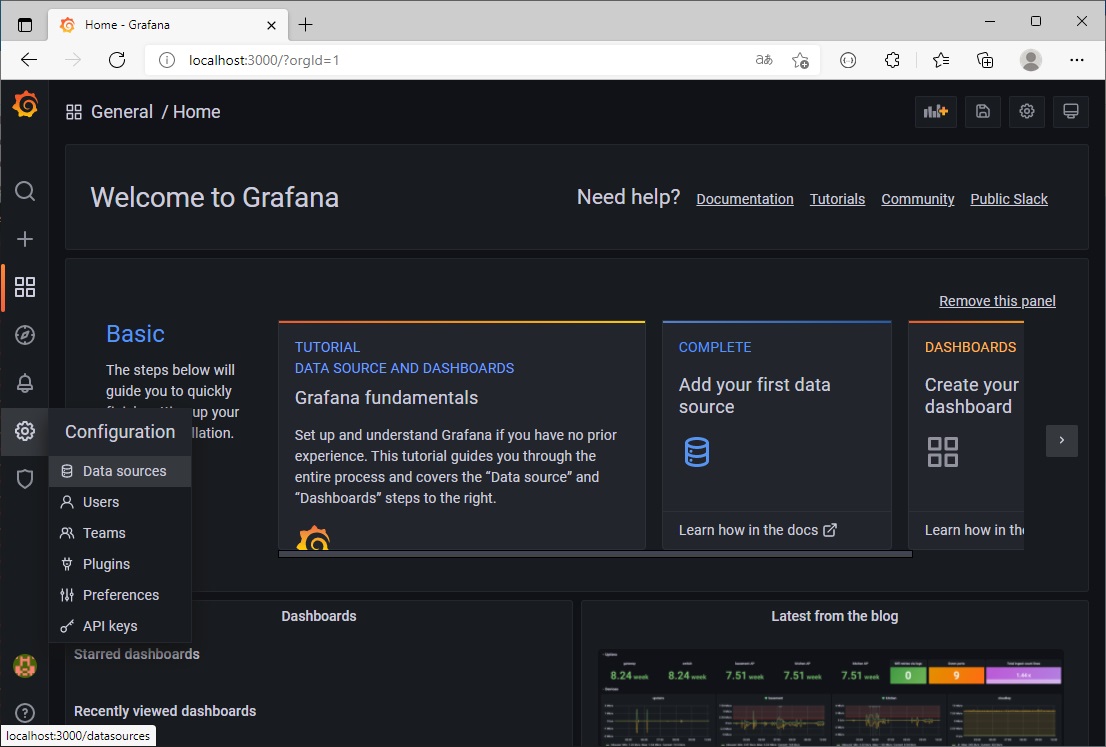 Home - Grafana
localhost:3000/?orgId=1
General / Home
Welcome to Grafana
Need help? Documentation Tutorials Community Public Slack
Remove this panel
Basic
The steps below will
guide you to quickly
up your
llation.
TUTORIAL
DATA SOURCE AND DASHBOARDS
Grafana fundamentals
Set up and understand Grafana if you have no prior
experience. This tutorial guides you through the
entire process and covers the “Data source” and
“Dashboards” steps to the right.
COMPLETE
Add your first data
source
Learn how in the docs
DASHBOARDS
Create your
dashboard
Learn how in the
Configuration
Data sources
Users
Teams
Plugins
Preferences
API keys
Dashboards
Starred dashboards
Recently viewed dashboards
Latest from the blog
8.24 week 8.24 week 7.51 week 7.51 week 7.51 week 0 9
localhost:3000/datasources